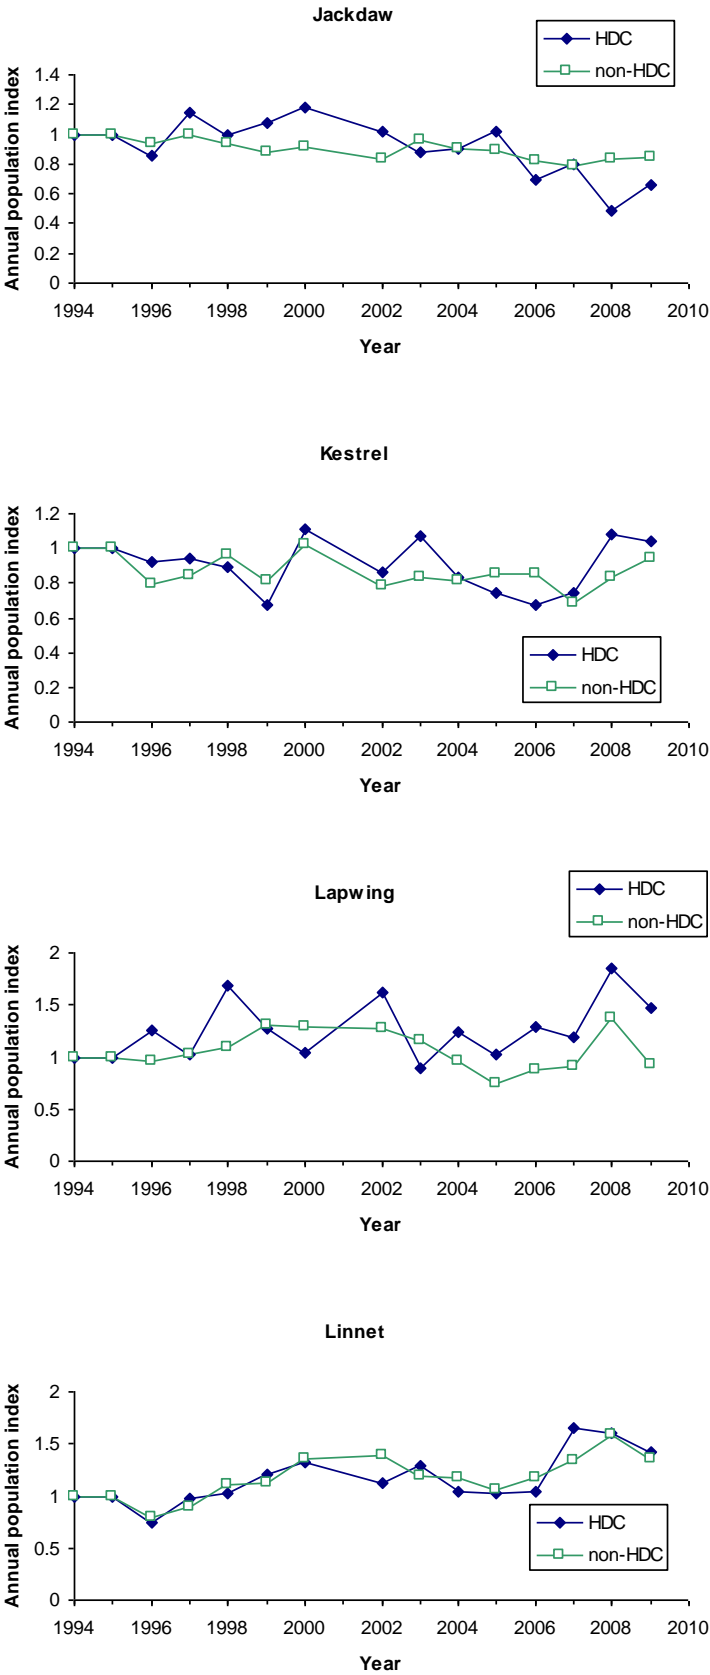 Jackdaw
HDC
non-HDC
Annual population index
1.4
1.2
1
0.8
0.6
0.4
0.2
0
1994 1996 1998 2000 2002 2004 2006 2008 2010
Year
Kestrel
Annual population index
1.2
1
0.8
0.6
0.4
0.2
0
HDC
non-HDC
1994 1996 1998 2000 2002 2004 2006 2008 2010
Year
Lapwing
HDC
non-HDC
Annual population index
2
1.5
1
0.5
0
1994 1996 1998 2000 2002 2004 2006 2008 2010
Year
Linnet
Annual population index
2
1.5
1
0.5
0
HDC
non-HDC
1994 1996 1998 2000 2002 2004 2006 2008 2010
Year